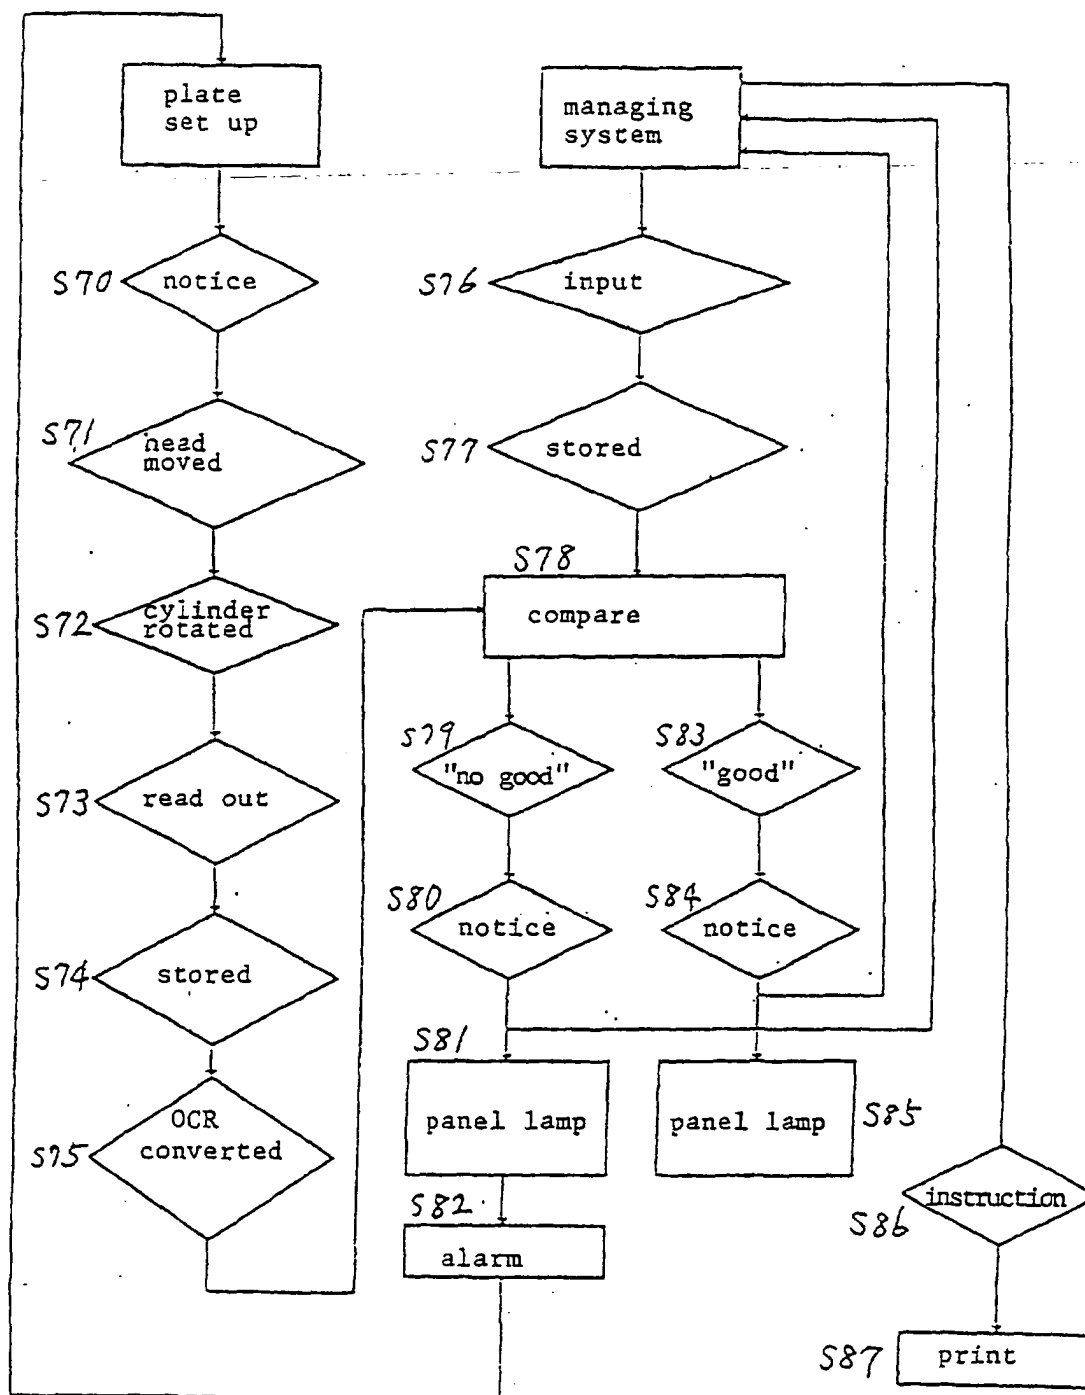 plate
set up
managing
system
S70
notice
S76
input
S71
head
moved
S77
stored
S78
compare
S72
cylinder
rotated
S79
"no good"
S83
"good"
S73
read out
S80
notice
S84
notice
S74
stored
S81
panel lamp
panel lamp
S85
S75
OCR
converted
S82
alarm
instruction
S86
S87
print